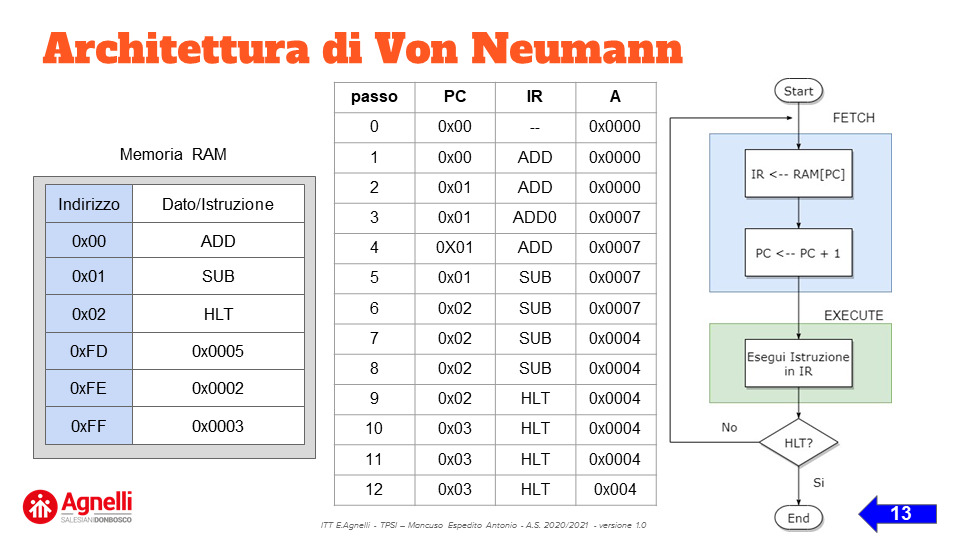 Architettura di Von Neumann
Memoria RAM
Indirizzo Dato/Istruzione
0x00 ADD
0x01 SUB
0x02 HLT
0xFD 0x0005
0xFE 0x0002
0xFF 0x0003
passo PC IR A
0 0x00 -- 0x0000
1 0x00 ADD 0x0000
2 0x01 ADD 0x0000
3 0x01 ADD0 0x0007
4 0X01 ADD 0x0007
5 0x01 SUB 0x0007
6 0x02 SUB 0x0007
7 0x02 SUB 0x0004
8 0x02 SUB 0x0004
9 0x02 HLT 0x0004
10 0x03 HLT 0x0004
11 0x03 HLT 0x0004
12 0x03 HLT 0x004
Start
FETCH
IR <-- RAM[PC]
PC <-- PC + 1
EXECUTE
Esegui Istruzione
in IR
No
HLT?
Si
End
Agnelli
SALESIANI DONBOSCO
ITT E.Agnelli - TPSI – Mancuso Espedito Antonio - A.S. 2020/2021 - versione 1.0
13